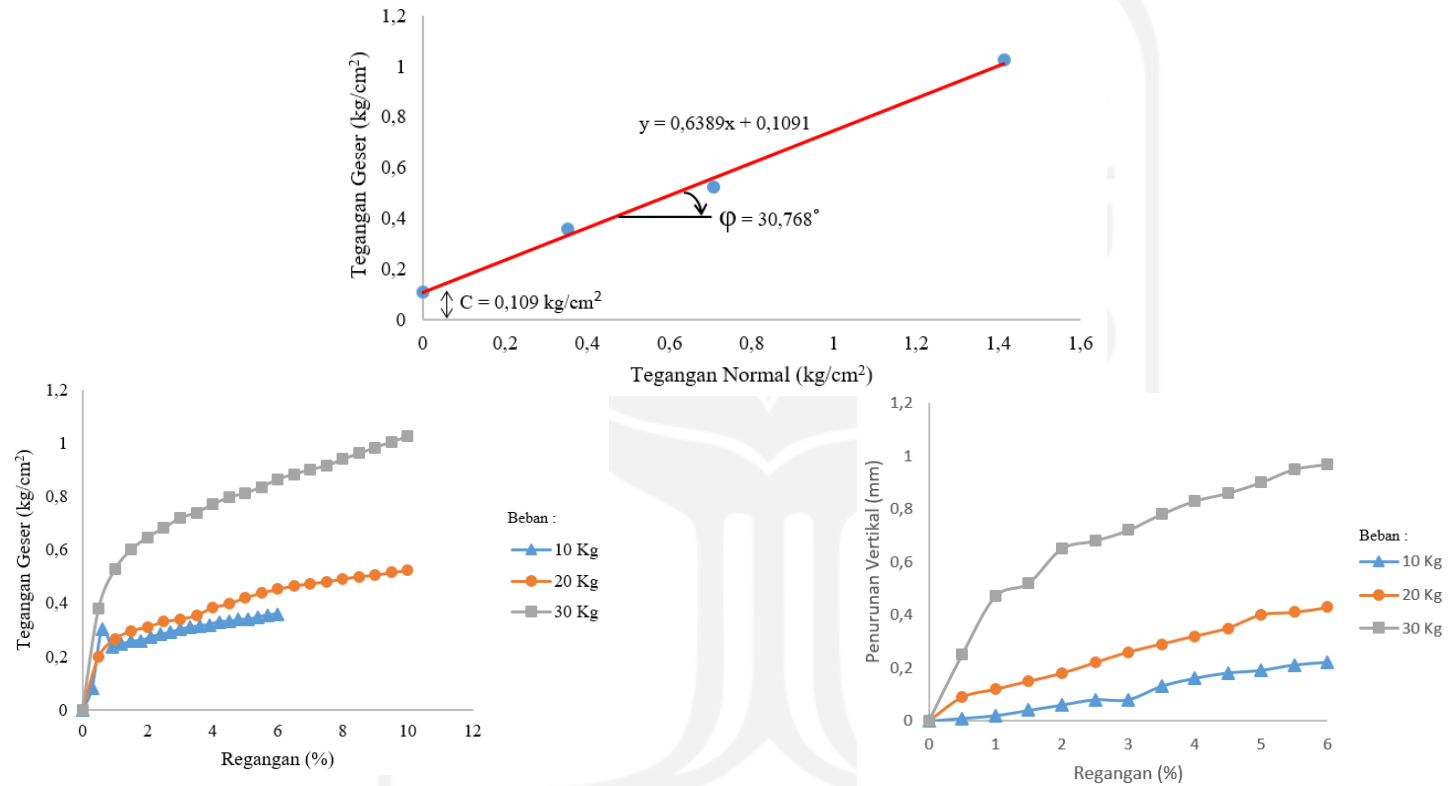 Tegangan Geser (kg/cm²)
1,2
1
0,8
0,6
0,4
0,2
0
y = 0,6389x + 0,1091
φ = 30,768˚
C = 0,109 kg/cm²
0 0,2 0,4 0,6 0,8 1 1,2 1,4 1,6
Tegangan Normal (kg/cm²)
Tegangan Geser (kg/cm²)
1,2
1
0,8
0,6
0,4
0,2
0
0 2 4 6 8 10 12
Regangan (%)
Beban :
10 Kg
20 Kg
30 Kg
Penurunan Vertikal (mm)
1,2
1
0,8
0,6
0,4
0,2
0
0 1 2 3 4 5 6
Regangan (%)
Beban :
10 Kg
20 Kg
30 Kg